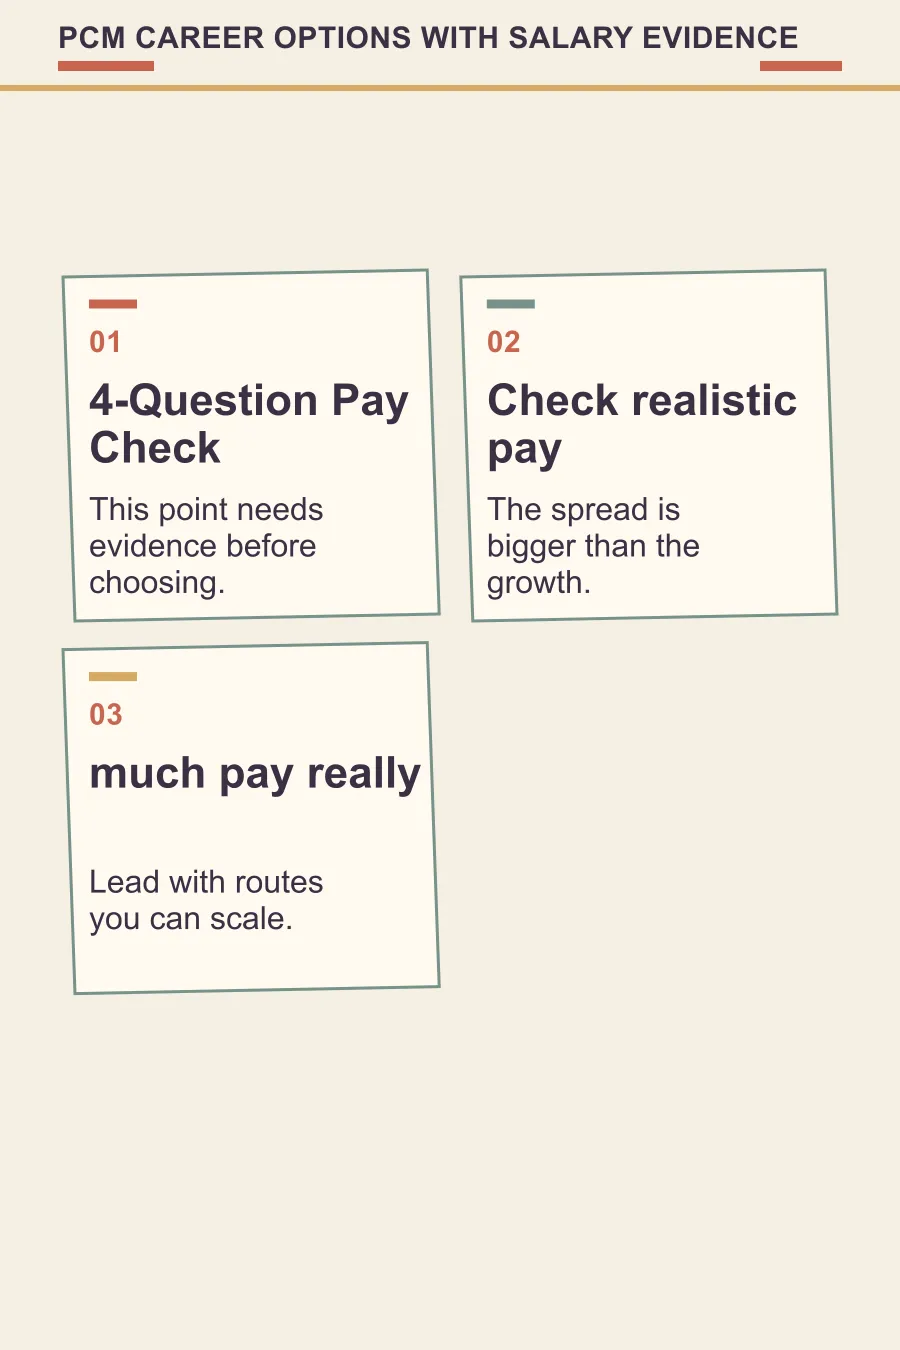 PCM CAREER OPTIONS WITH SALARY EVIDENCE
01
4-Question Pay
Check
This point needs
evidence before
choosing.
02
Check realistic
pay
The spread is
bigger than the
growth.
03
much pay really
Lead with routes
you can scale.